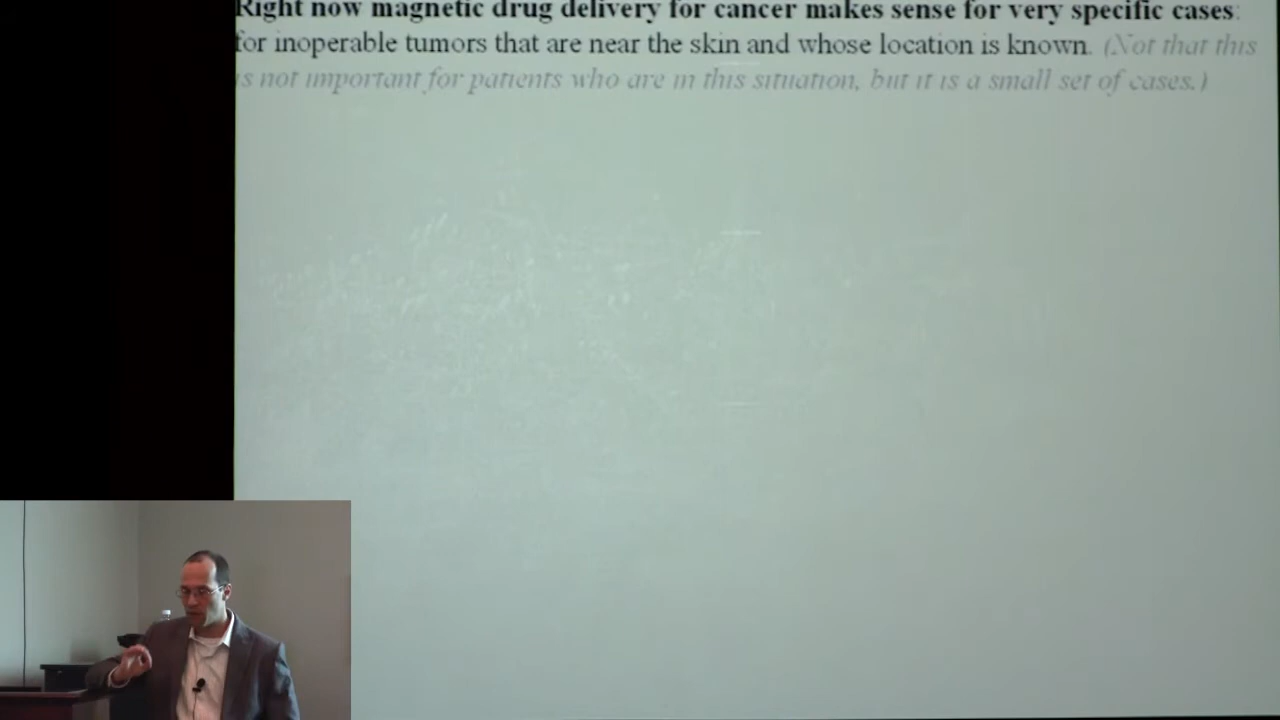 Right now magnetic drug delivery for cancer makes sense for very specific cases:
for inoperable tumors that are near the skin and whose location is known. (Not that this
is not important for patients who are in this situation, but it is a small set of cases.)